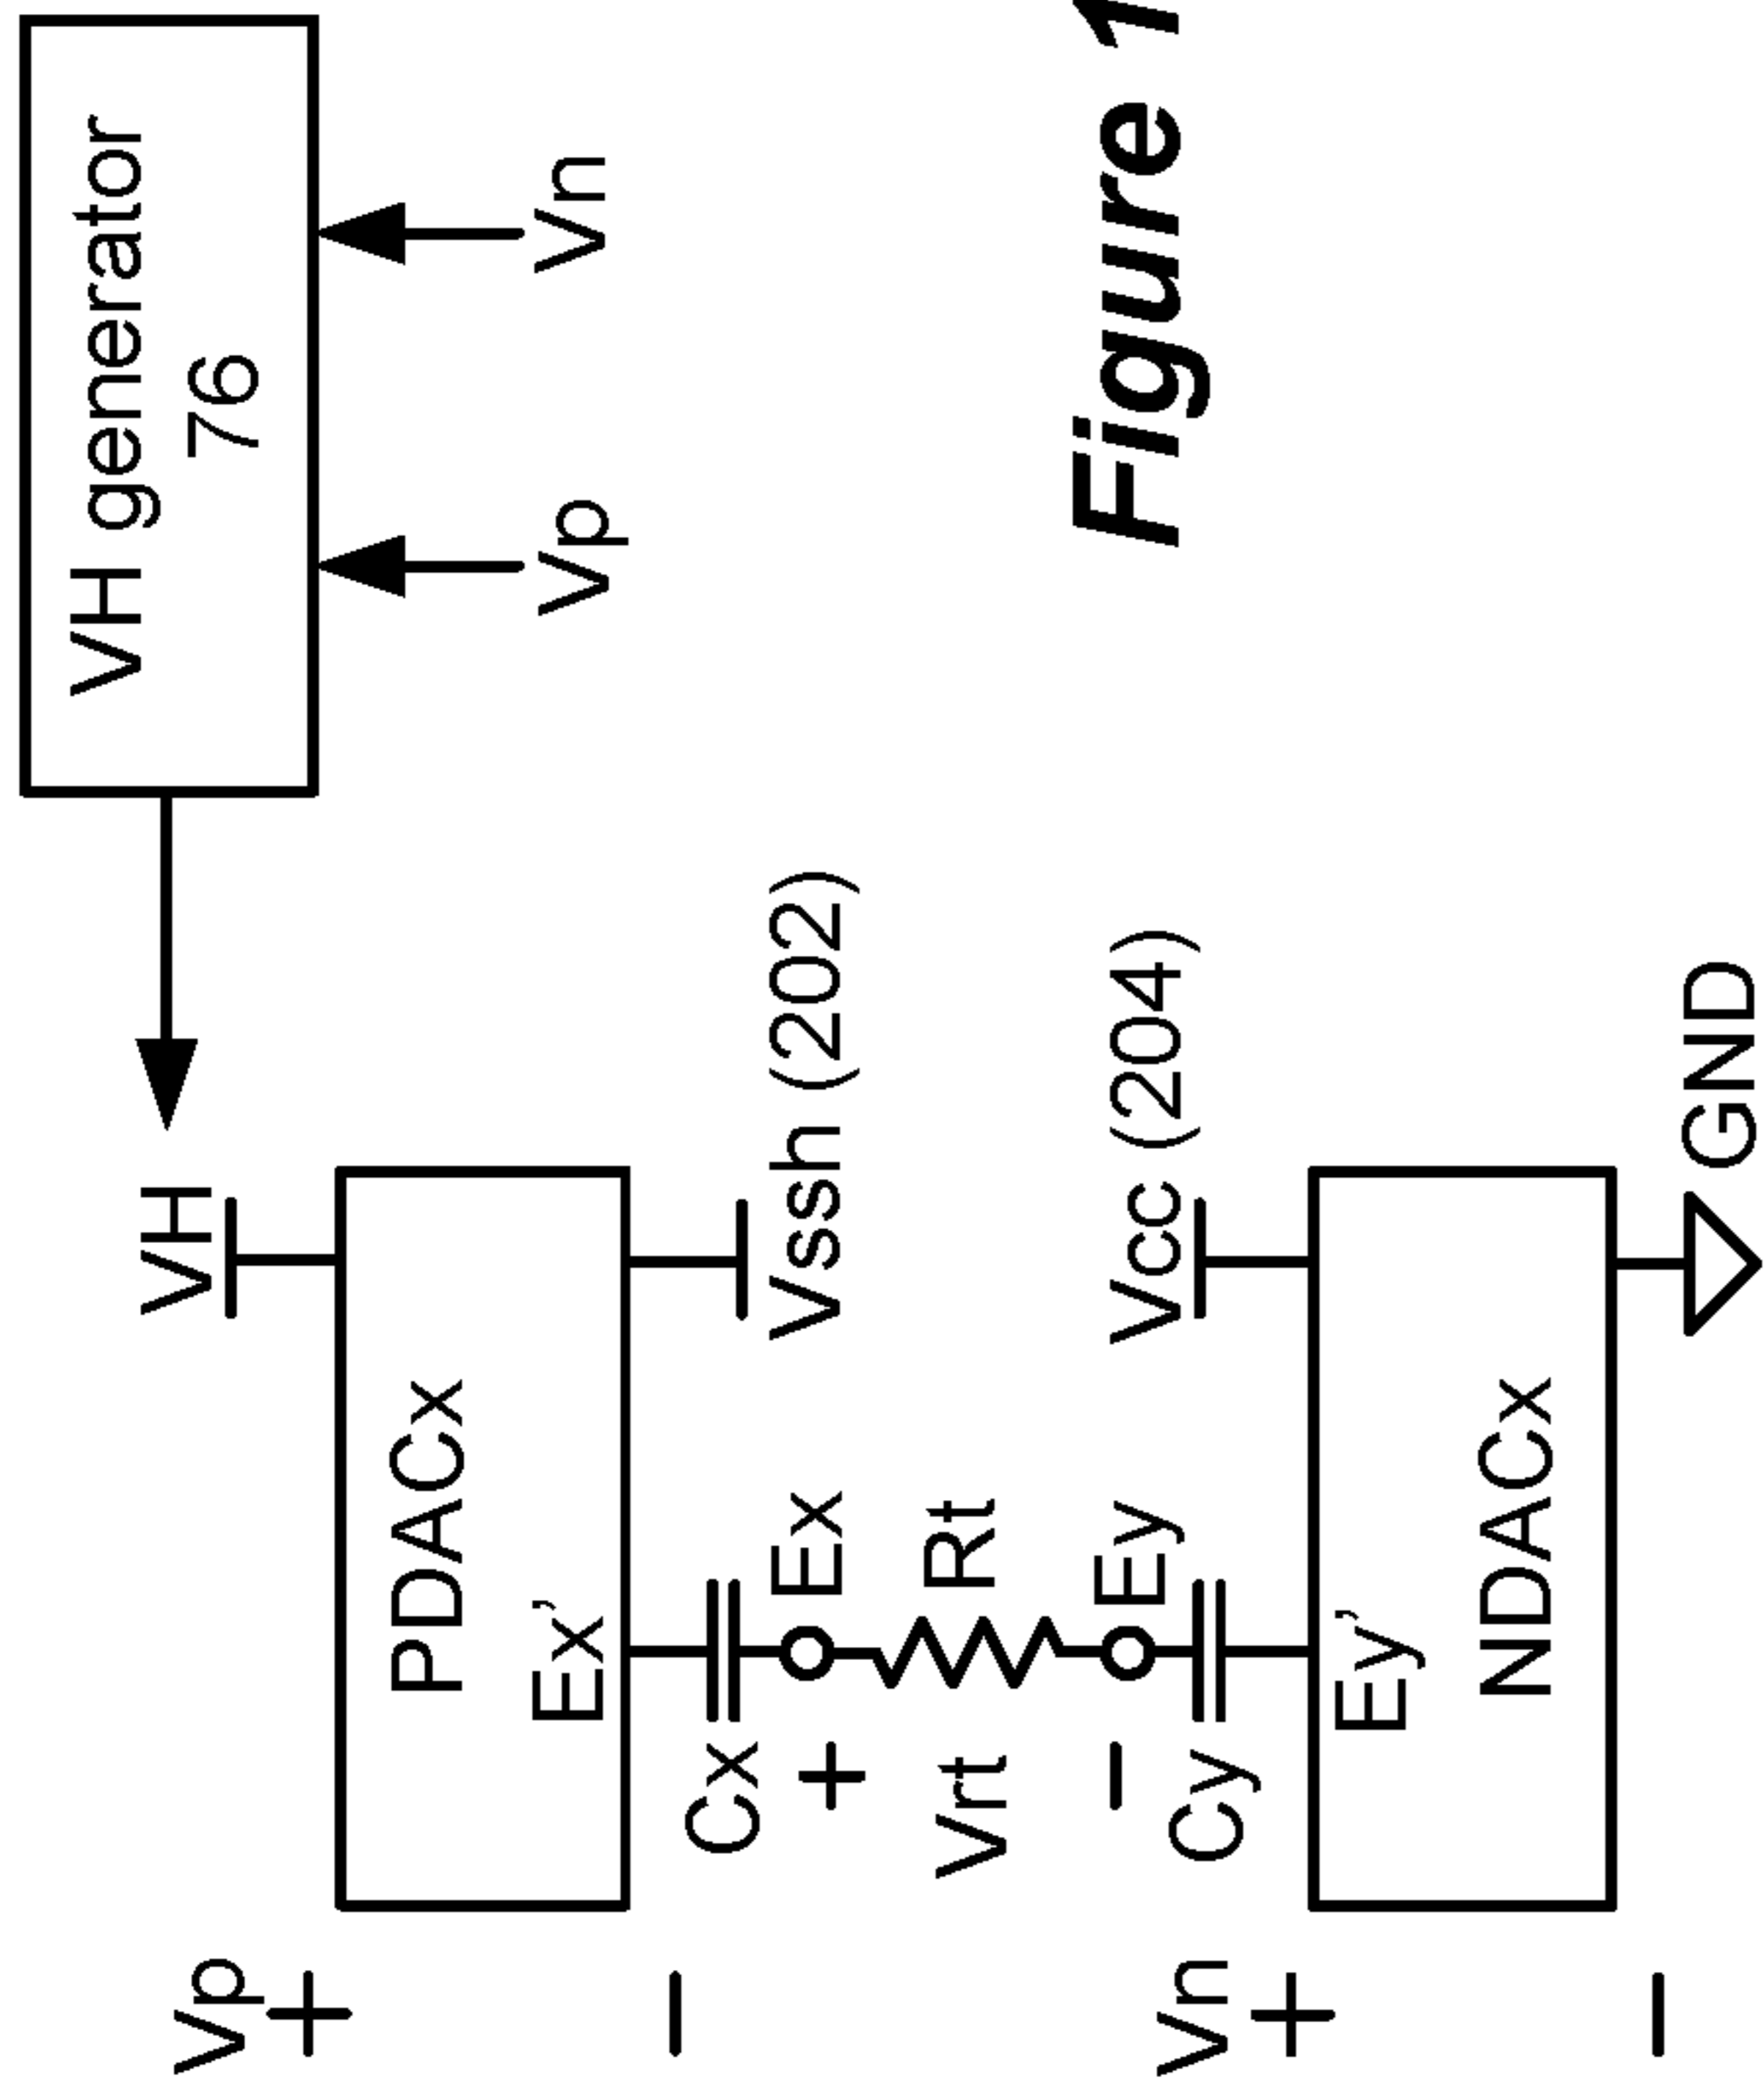 VH generator
76
Vp
Vn
VH
Vp
+
PDACx
Ex’
−
Vssh (202)
Cx
Ex
+
Vrt
Rt
−
Ey
Cy
Vcc (204)
Vn
+
Ey’
NDACx
−
GND
Figure 1